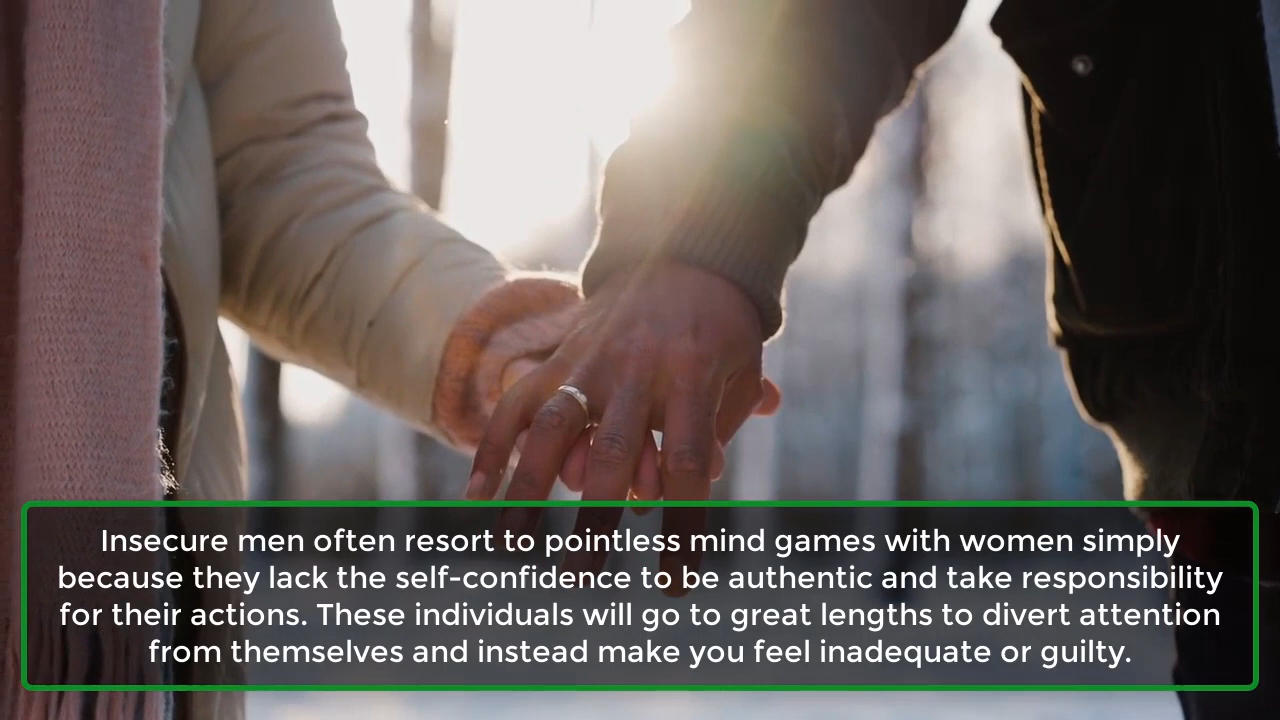 Insecure men often resort to pointless mind games with women simply
because they lack the self-confidence to be authentic and take responsibility
for their actions. These individuals will go to great lengths to divert attention
from themselves and instead make you feel inadequate or guilty.